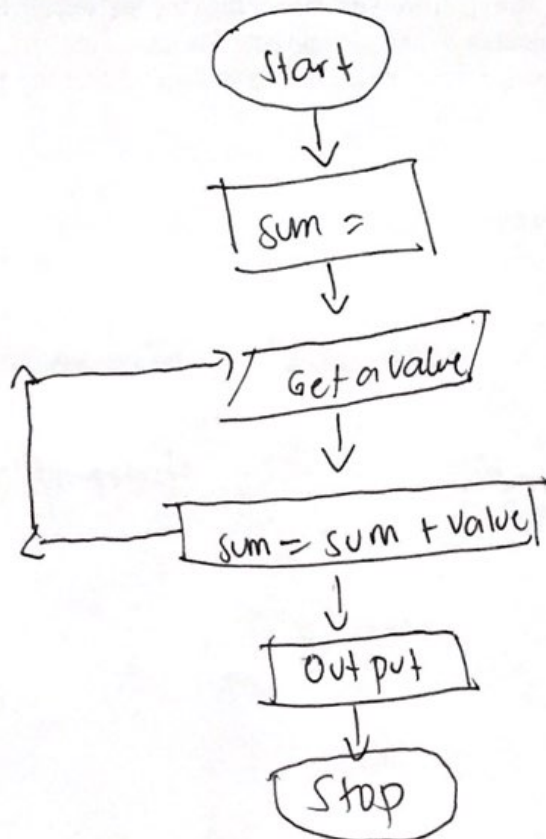 Start
sum =
Get a value
sum = sum + value
Output
Stop